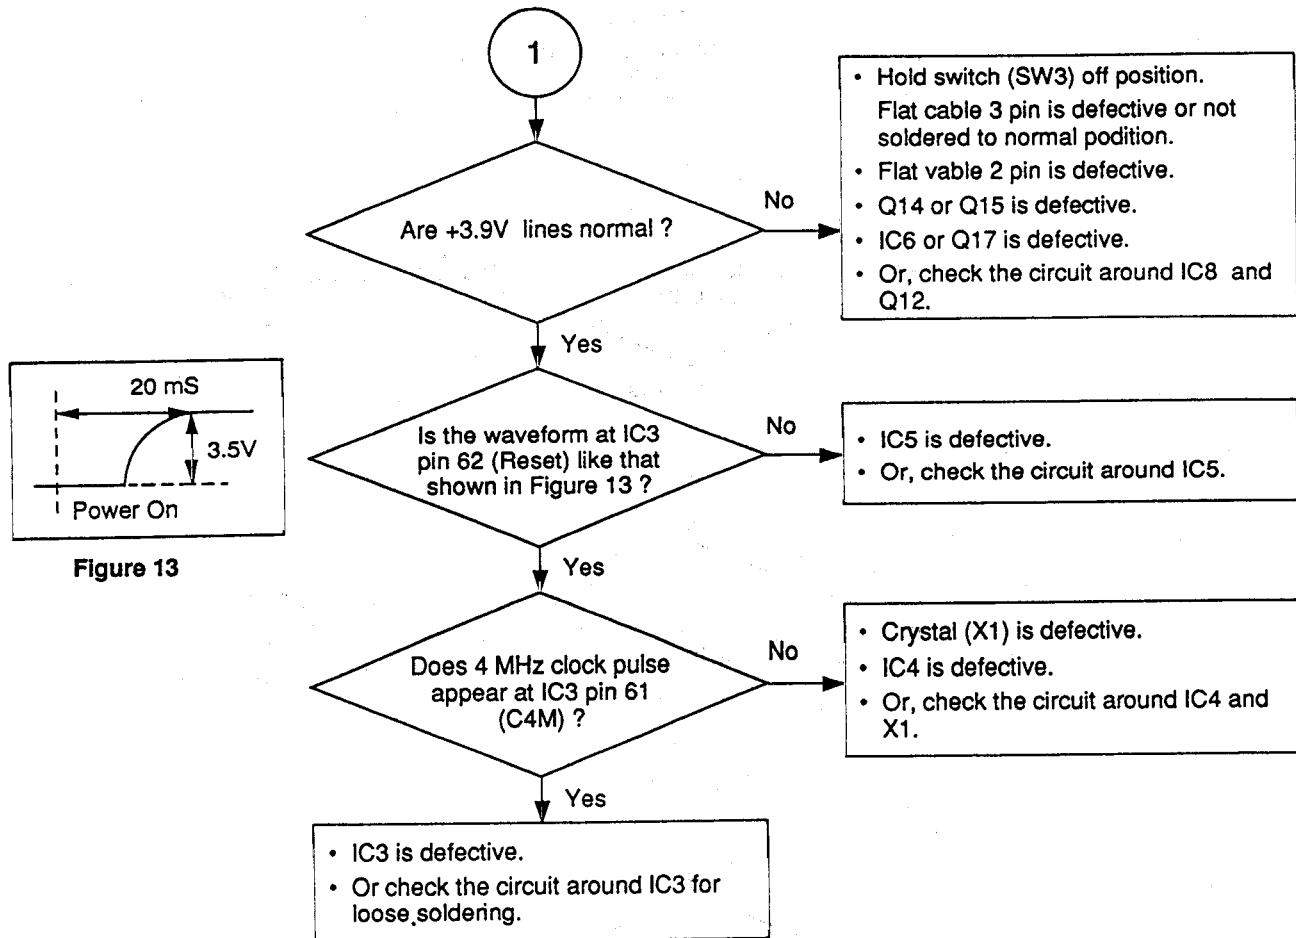 1
• Hold switch (SW3) off position.
Flat cable 3 pin is defective or not
soldered to normal podition.
• Flat vable 2 pin is defective.
• Q14 or Q15 is defective.
• IC6 or Q17 is defective.
• Or, check the circuit around IC8 and
Q12.
No
Are +3.9V lines normal ?
Yes
20 mS
3.5V
Power On
Figure 13
Is the waveform at IC3
pin 62 (Reset) like that
shown in Figure 13 ?
No
• IC5 is defective.
• Or, check the circuit around IC5.
Yes
Does 4 MHz clock pulse
appear at IC3 pin 61
(C4M) ?
No
• Crystal (X1) is defective.
• IC4 is defective.
• Or, check the circuit around IC4 and
X1.
Yes
• IC3 is defective.
• Or check the circuit around IC3 for
loose soldering.